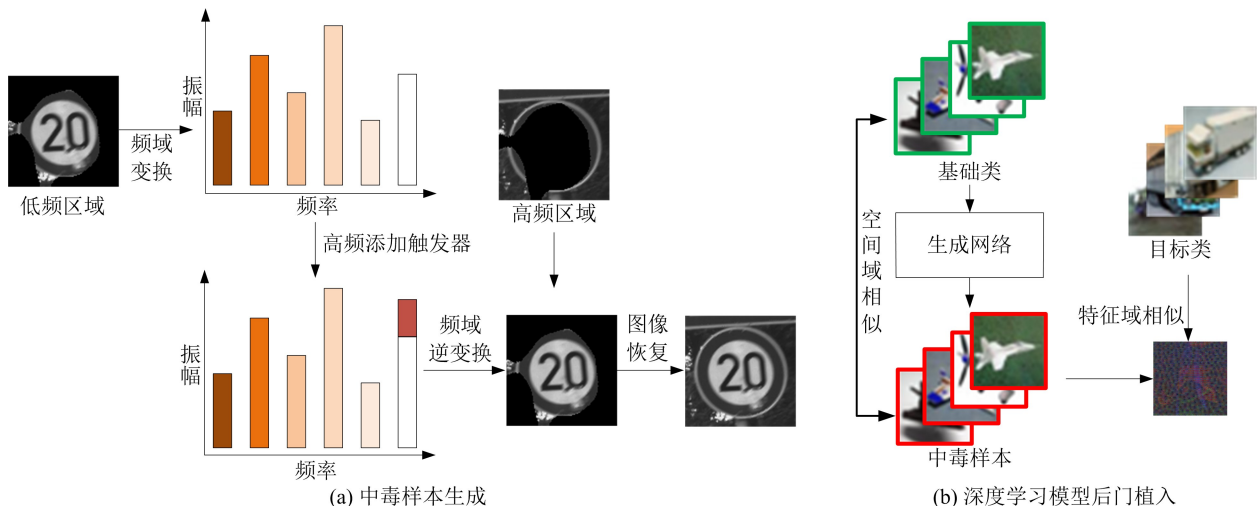 振幅
20
频域
变换
低频区域
频率
高频区域
高频添加触发器
振幅
频率
频域
逆变换
20
图像
恢复
20
(a) 中毒样本生成
基础类
空间域相似
生成网络
目标类
特征域相似
中毒样本
(b) 深度学习模型后门植入